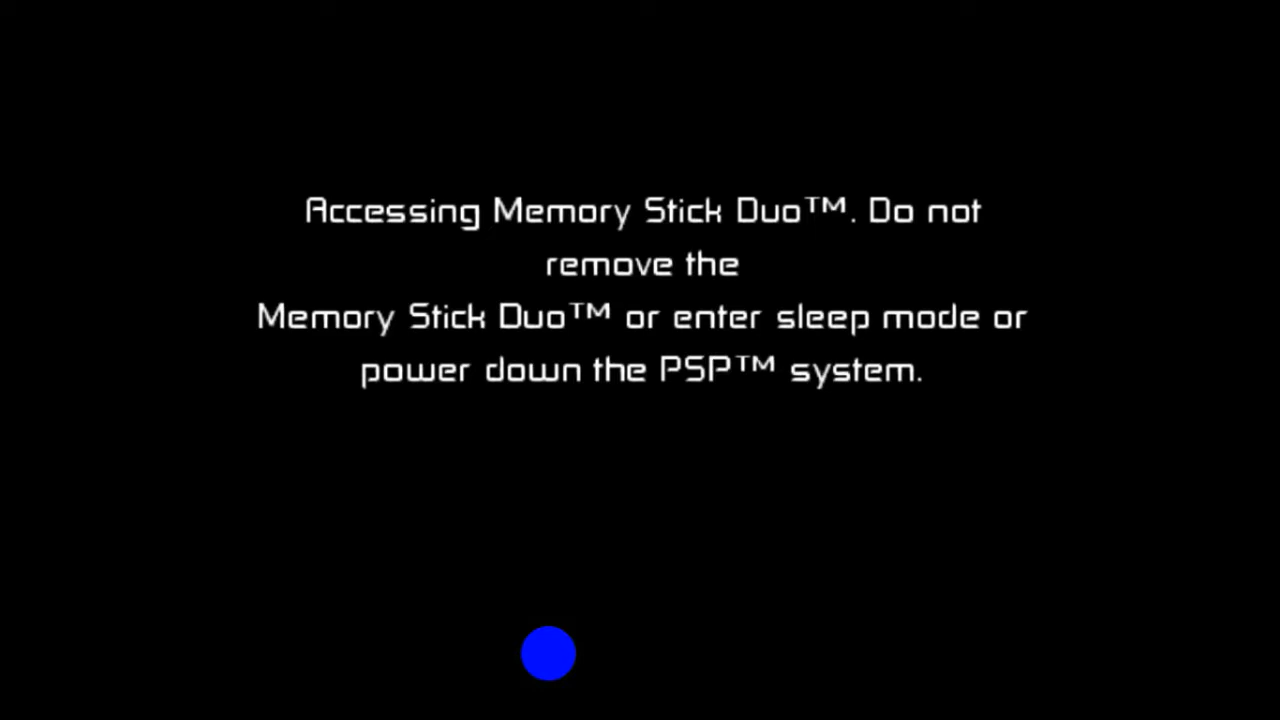 Accessing Memory Stick Duo™. Do not
remove the
Memory Stick Duo™ or enter sleep mode or
power down the PSP™ system.